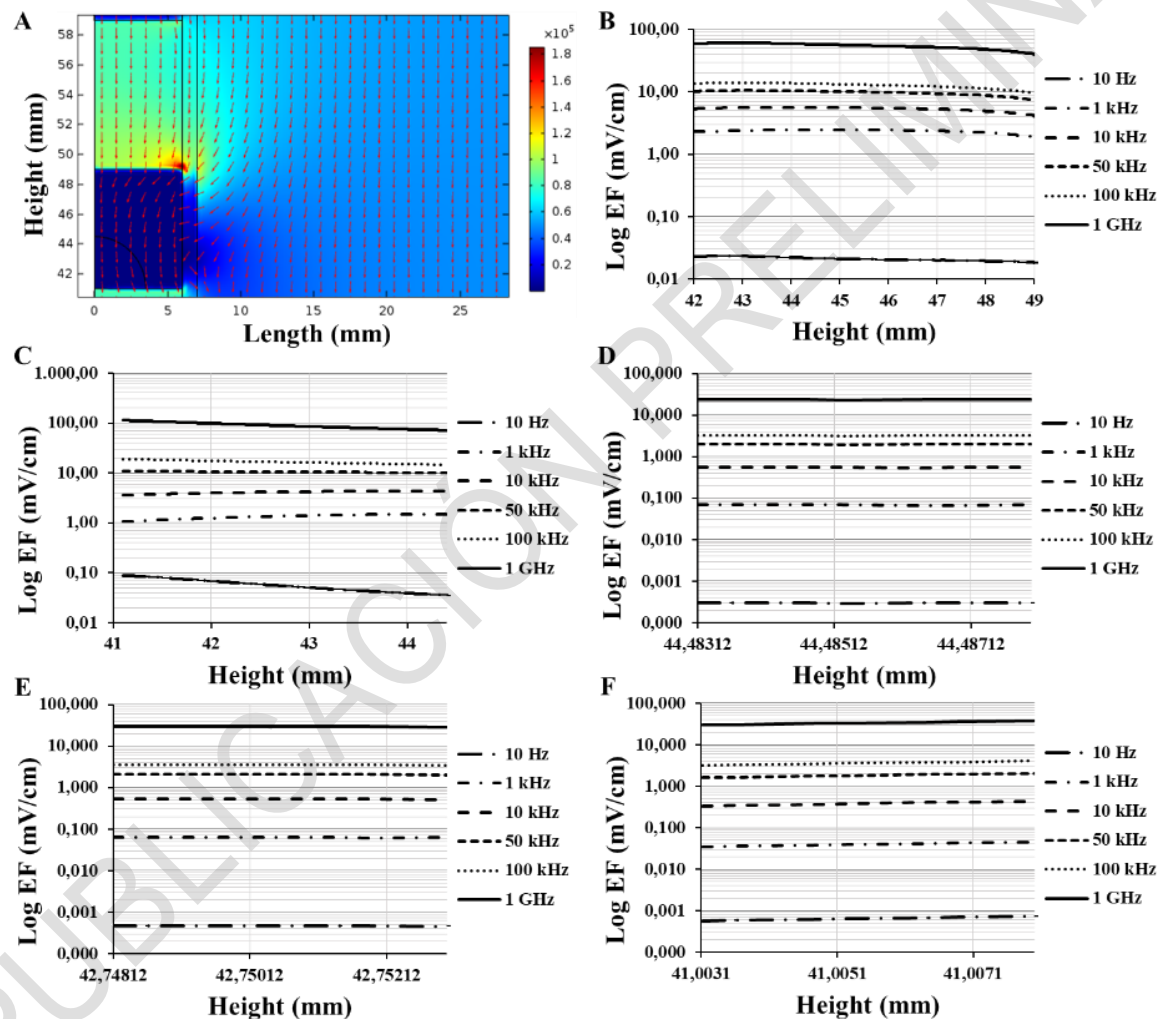 A
Height (mm)
58
56
54
52
50
48
46
44
42
0
5
10
15
20
25
Length (mm)
×10⁵
1.8
1.6
1.4
1.2
1
0.8
0.6
0.4
0.2
B
Log EF (mV/cm)
100,00
10,00
1,00
0,10
0,01
42
43
44
45
46
47
48
49
Height (mm)
10 Hz
1 kHz
10 kHz
50 kHz
100 kHz
1 GHz
C
Log EF (mV/cm)
1.000,00
100,00
10,00
1,00
0,10
0,01
41
42
43
44
Height (mm)
10 Hz
1 kHz
10 kHz
50 kHz
100 kHz
1 GHz
D
Log EF (mV/cm)
100,000
10,000
1,000
0,100
0,010
0,001
0,000
44,48312
44,48512
44,48712
Height (mm)
10 Hz
1 kHz
10 kHz
50 kHz
100 kHz
1 GHz
E
Log EF (mV/cm)
100,000
10,000
1,000
0,100
0,010
0,001
0,000
42,74812
42,75012
42,75212
Height (mm)
10 Hz
1 kHz
10 kHz
50 kHz
100 kHz
1 GHz
F
Log EF (mV/cm)
100,000
10,000
1,000
0,100
0,010
0,001
0,000
41,0031
41,0051
41,0071
Height (mm)
10 Hz
1 kHz
10 kHz
50 kHz
100 kHz
1 GHz
PUBLICACIÓN PRELIMINA